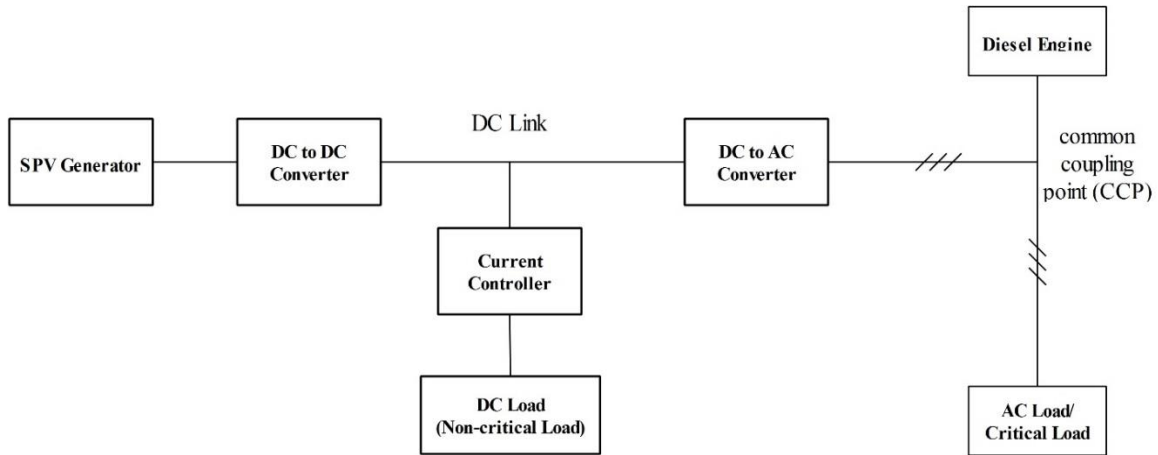 Diesel Engine
SPV Generator
DC to DC
Converter
DC Link
DC to AC
Converter
common
coupling
point (CCP)
Current
Controller
DC Load
(Non-critical Load)
AC Load/
Critical Load